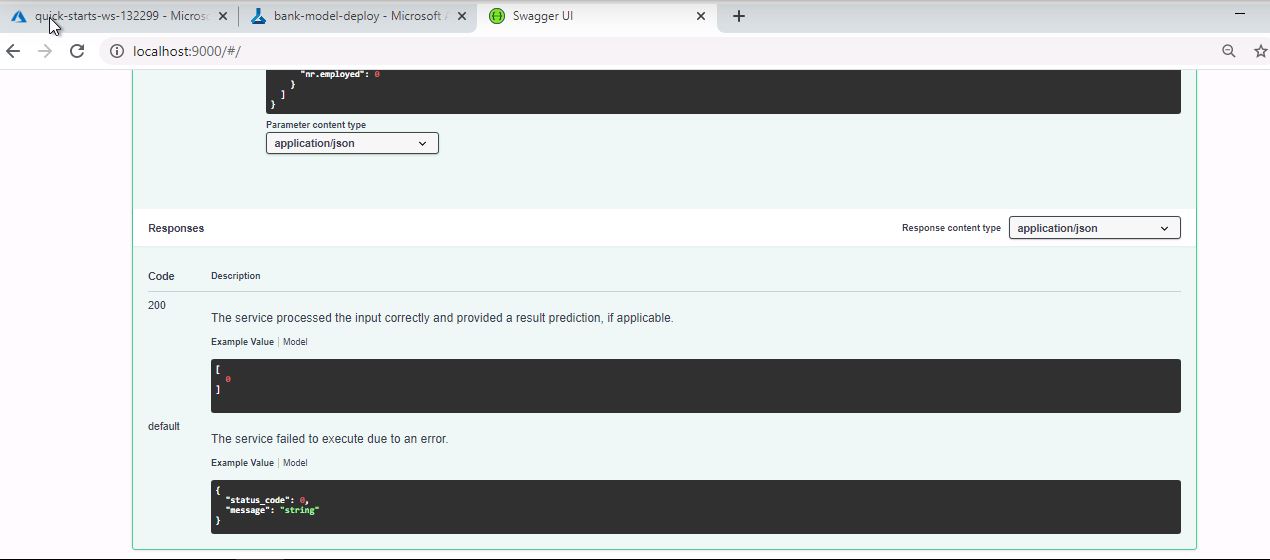 quick-starts-ws-132299 - Microso
bank-model-deploy - Microsoft A
Swagger UI
localhost:9000/#/
"nr.employed": 0
}
]
}
Parameter content type
application/json
Responses
Response content type
application/json
Code
Description
200
The service processed the input correctly and provided a result prediction, if applicable.
Example Value | Model
[
0
]
default
The service failed to execute due to an error.
Example Value | Model
{
"status_code": 0,
"message": "string"
}